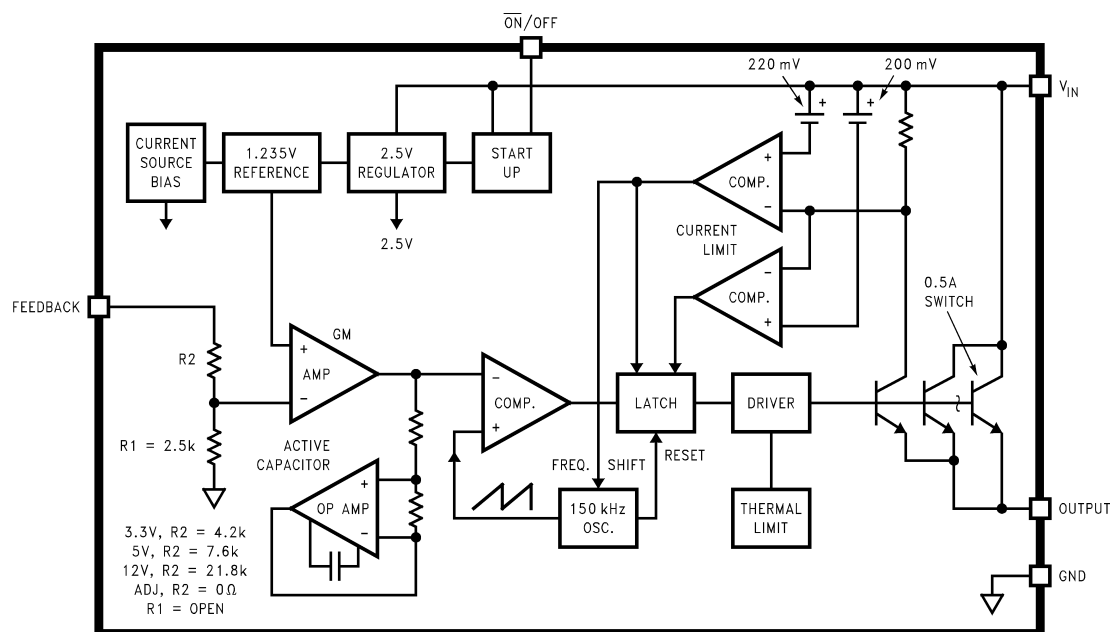 ON/OFF
220 mV
200 mV
VIN
+
+
CURRENT
SOURCE
BIAS
1.235V
REFERENCE
2.5V
REGULATOR
START
UP
+
COMP.
−
CURRENT
LIMIT
2.5V
−
COMP.
+
0.5A
SWITCH
FEEDBACK
GM
R2
+
AMP
−
−
COMP.
+
LATCH
DRIVER
R1 = 2.5k
ACTIVE
CAPACITOR
FREQ. SHIFT
RESET
+
OP AMP
−
150 kHz
OSC.
THERMAL
LIMIT
OUTPUT
3.3V, R2 = 4.2k
5V, R2 = 7.6k
12V, R2 = 21.8k
ADJ, R2 = 0Ω
R1 = OPEN
GND